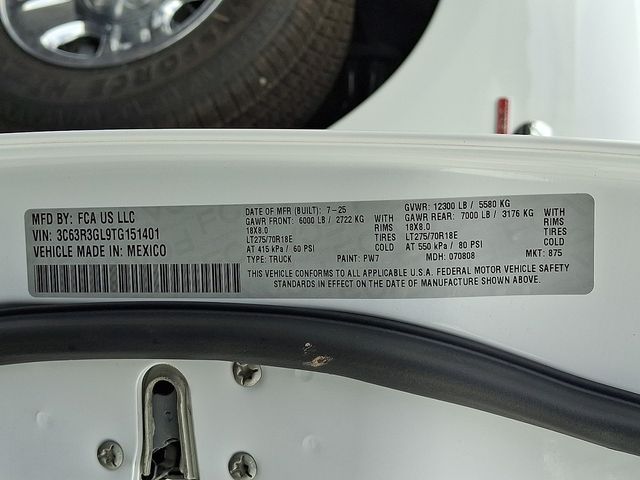 MFD BY: FCA US LLC
VIN: 3C63R3GL9TG151401
VEHICLE MADE IN: MEXICO
DATE OF MFR (BUILT): 7-25
GAWR FRONT: 6000 LB / 2722 KG WITH
18X8.0 RIMS
LT275/70R18E TIRES
AT 415 kPa / 60 PSI COLD
TYPE: TRUCK PAINT: PW7
GVWR: 12300 LB / 5580 KG
GAWR REAR: 7000 LB / 3176 KG WITH
18X8.0 RIMS
LT275/70R18E TIRES
AT 550 kPa / 80 PSI COLD
MDH: 070808 MKT: 875
THIS VEHICLE CONFORMS TO ALL APPLICABLE U.S.A. FEDERAL MOTOR VEHICLE SAFETY
STANDARDS IN EFFECT ON THE DATE OF MANUFACTURE SHOWN ABOVE.